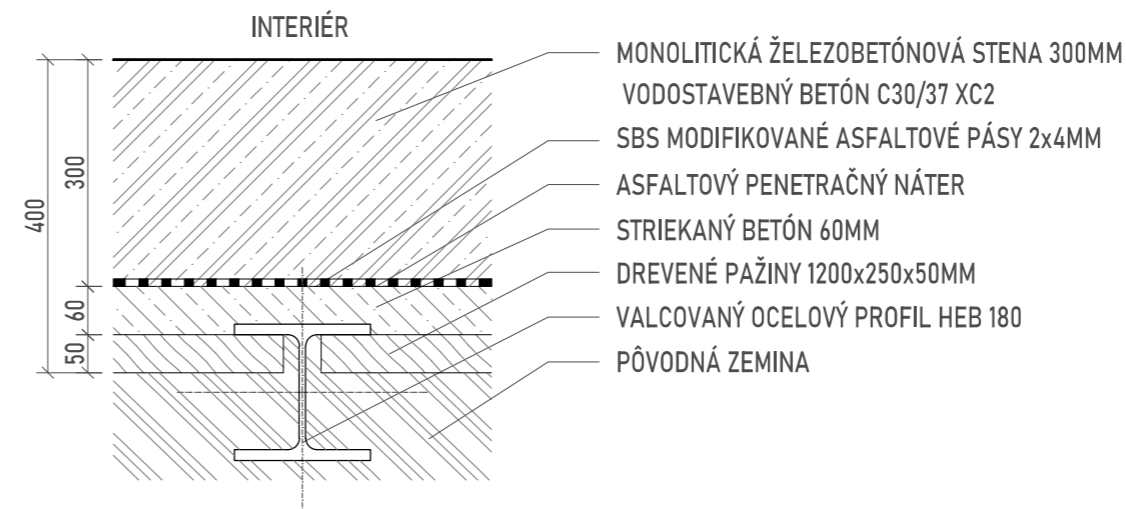 INTERIÉR
MONOLITICKÁ ŽELEZOBETÓNOVÁ STENA 300MM
VODOSTAVEBNÝ BETÓN C30/37 XC2
SBS MODIFIKOVANÉ ASFALTOVÉ PÁSY 2x4MM
ASFALTOVÝ PENETRAČNÝ NÁTER
STRIEKANÝ BETÓN 60MM
DREVENÉ PAŽINY 1200x250x50MM
VALCOVANÝ OCELOVÝ PROFIL HEB 180
PÔVODNÁ ZEMINA
400
300
60
50